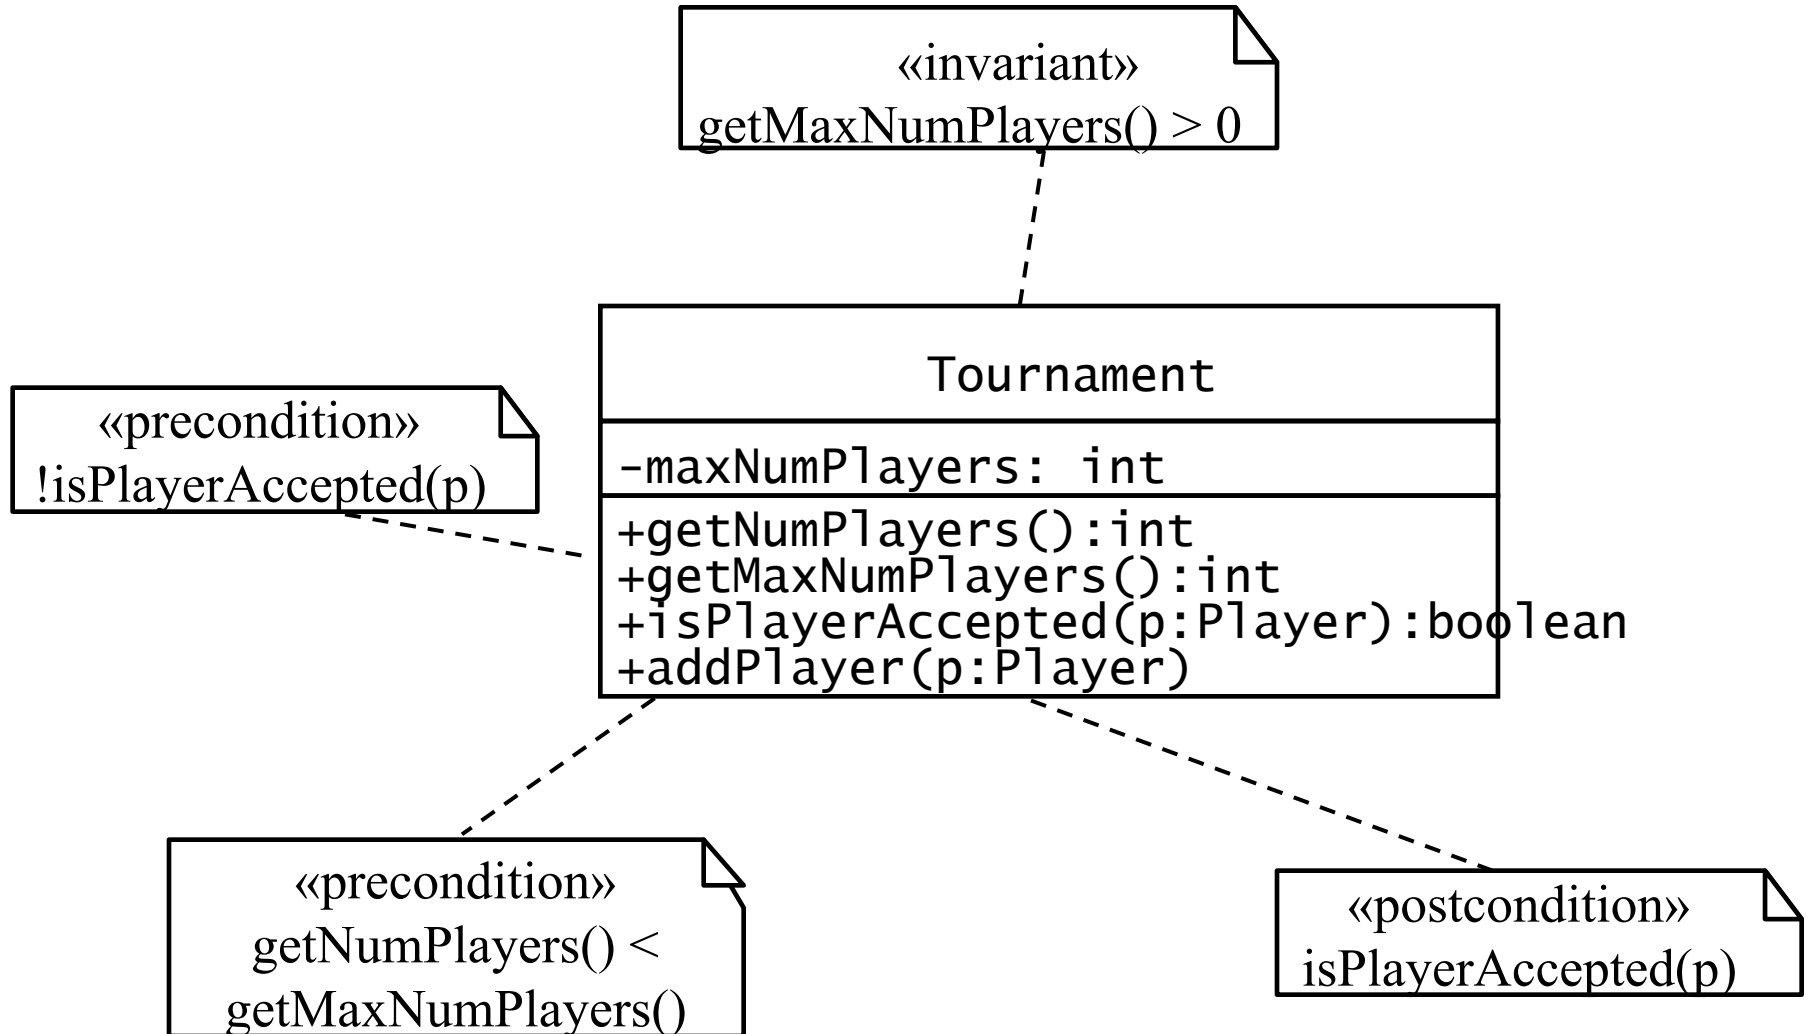 «invariant»
getMaxNumPlayers() > 0
Tournament
-maxNumPlayers: int
+getNumPlayers():int
+getMaxNumPlayers():int
+isPlayerAccepted(p:Player):boolean
+addPlayer(p:Player)
«precondition»
!isPlayerAccepted(p)
«precondition»
getNumPlayers() <
getMaxNumPlayers()
«postcondition»
isPlayerAccepted(p)